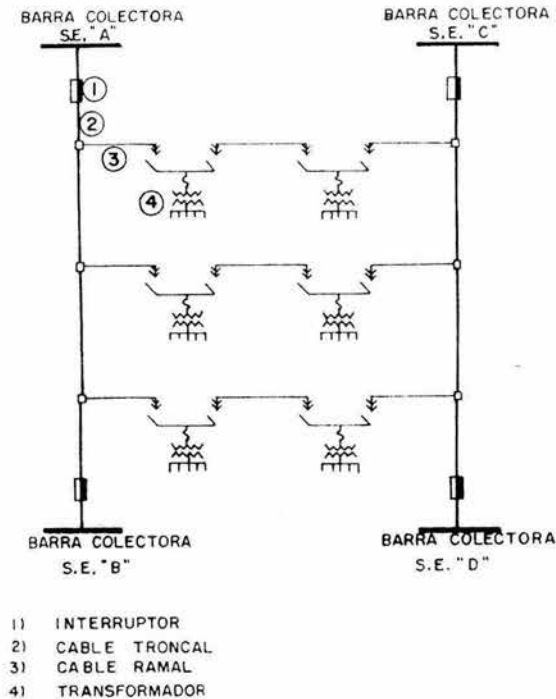 BARRA COLECTORA
S.E. "A"
BARRA COLECTORA
S.E. "C"
1
2
3
4
BARRA COLECTORA
S.E. "B"
BARRA COLECTORA
S.E. "D"
1) INTERRUPTOR
2) CABLE TRONCAL
3) CABLE RAMAL
4) TRANSFORMADOR